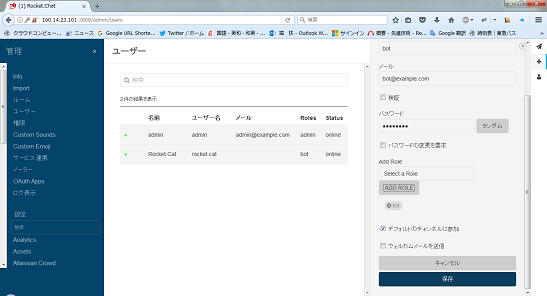 (1) Rocket.Chat
160.14.23.101:3000/admin/users
検索
クラウドコンピュー...
ニュース
Google URL Shorte...
Twitter / ホーム
英語 - 英和・和英 - ...
Outlook W...
サインイン
概要 - 先進技術 - Re...
Google 翻訳
時刻表
東急バス
管理
Info
Import
ルーム
ユーザー
権限
Custom Sounds
Custom Emoji
サービス連携
メーラー
OAuth Apps
ログ表示
設定
検索
Analytics
Assets
Atlassian Crowd
ユーザー
検索
2 件の結果を表示
名前 ユーザー名 メール Roles Status
admin admin admin@example.com admin online
Rocket.Cat rocket.cat bot online
bot
メール
bot@example.com
検証
パスワード
••••••••
ランダム
パスワードの変更を要求
Add Role
Select a Role
[ADD ROLE]
bot
デフォルトのチャンネルに参加
ウェルカムメールを送信
キャンセル
保存